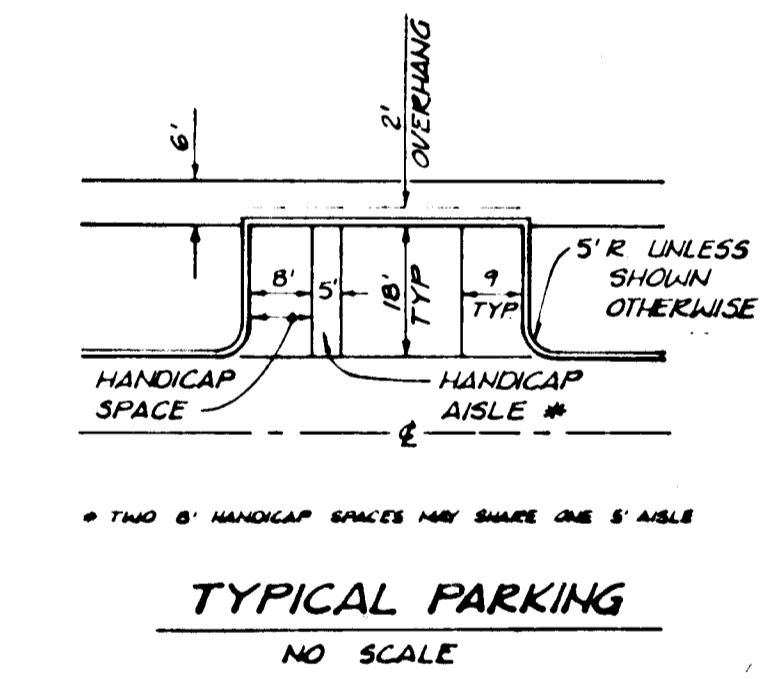 2'
OVERHANG
6'
8'
5'
18'
TYP
9
TYP.
5' R UNLESS
SHOWN
OTHERWISE
HANDICAP
SPACE
HANDICAP
AISLE *
℄
* TWO 8' HANDICAP SPACES MAY SHARE ONE 5' AISLE
TYPICAL PARKING
NO SCALE